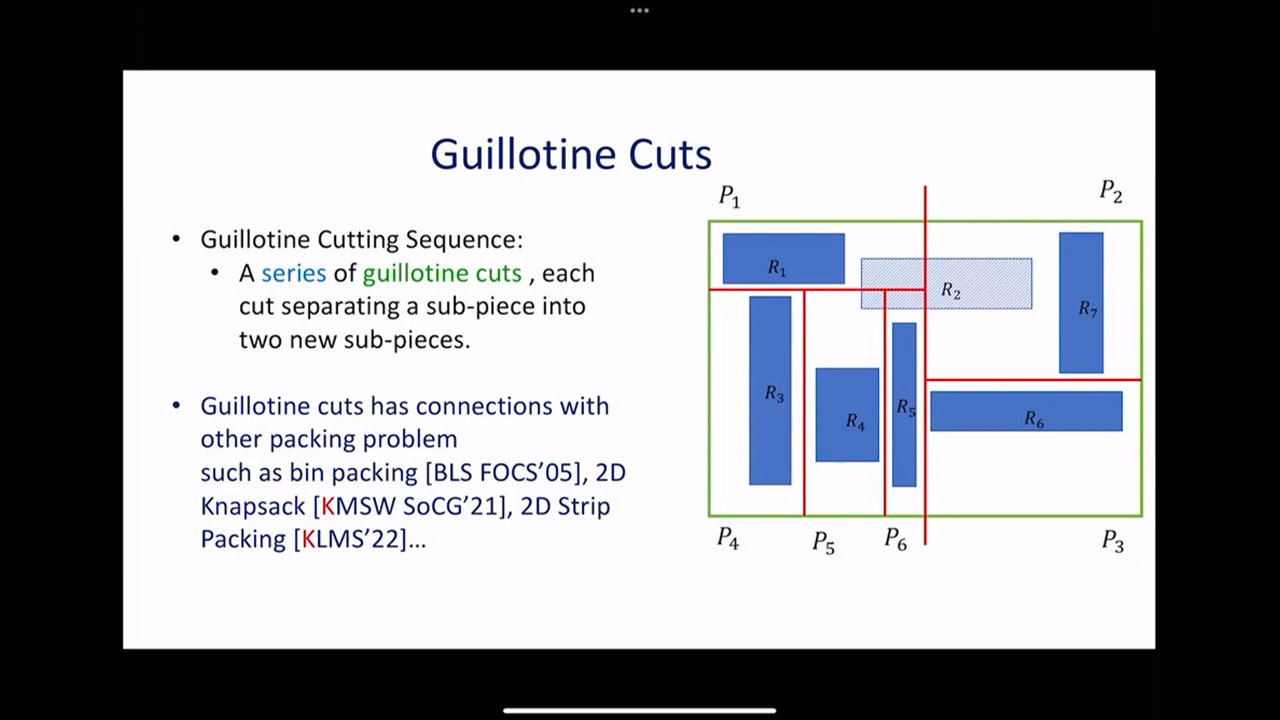 Guillotine Cuts
• Guillotine Cutting Sequence:
• A series of guillotine cuts , each
cut separating a sub-piece into
two new sub-pieces.
• Guillotine cuts has connections with
other packing problem
such as bin packing [BLS FOCS’05], 2D
Knapsack [KMSW SoCG’21], 2D Strip
Packing [KLMS’22]...
P1 P2
R1 R2 R7
R3 R4 R5 R6
P4 P5 P6 P3